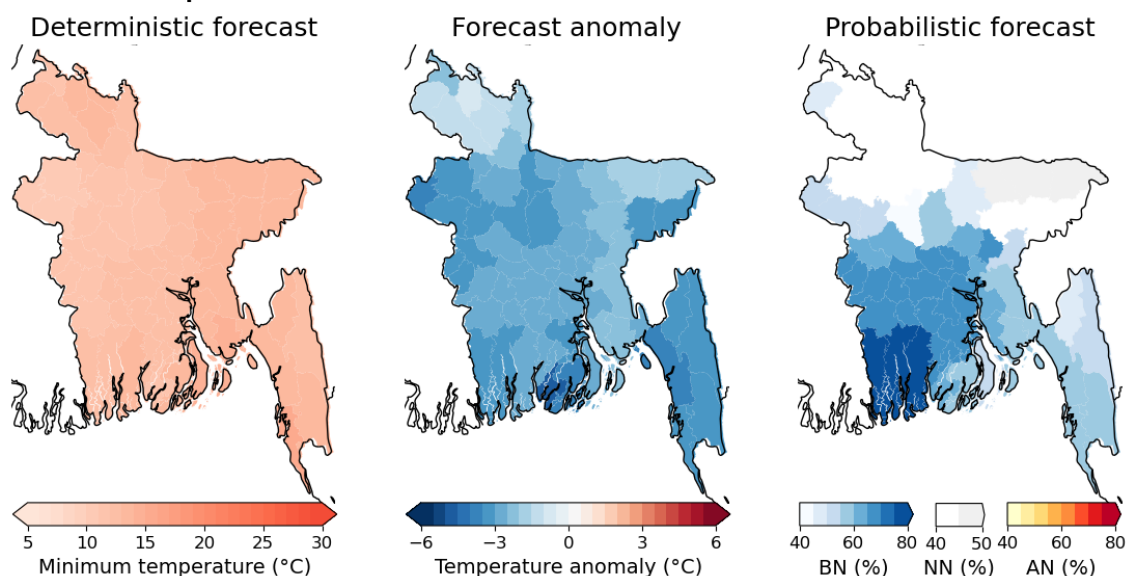 Deterministic forecast
Forecast anomaly
Probabilistic forecast
5 10 15 20 25 30
Minimum temperature (°C)
−6 −3 0 3 6
Temperature anomaly (°C)
40 60 80
BN (%)
40 50
NN (%)
40 60 80
AN (%)